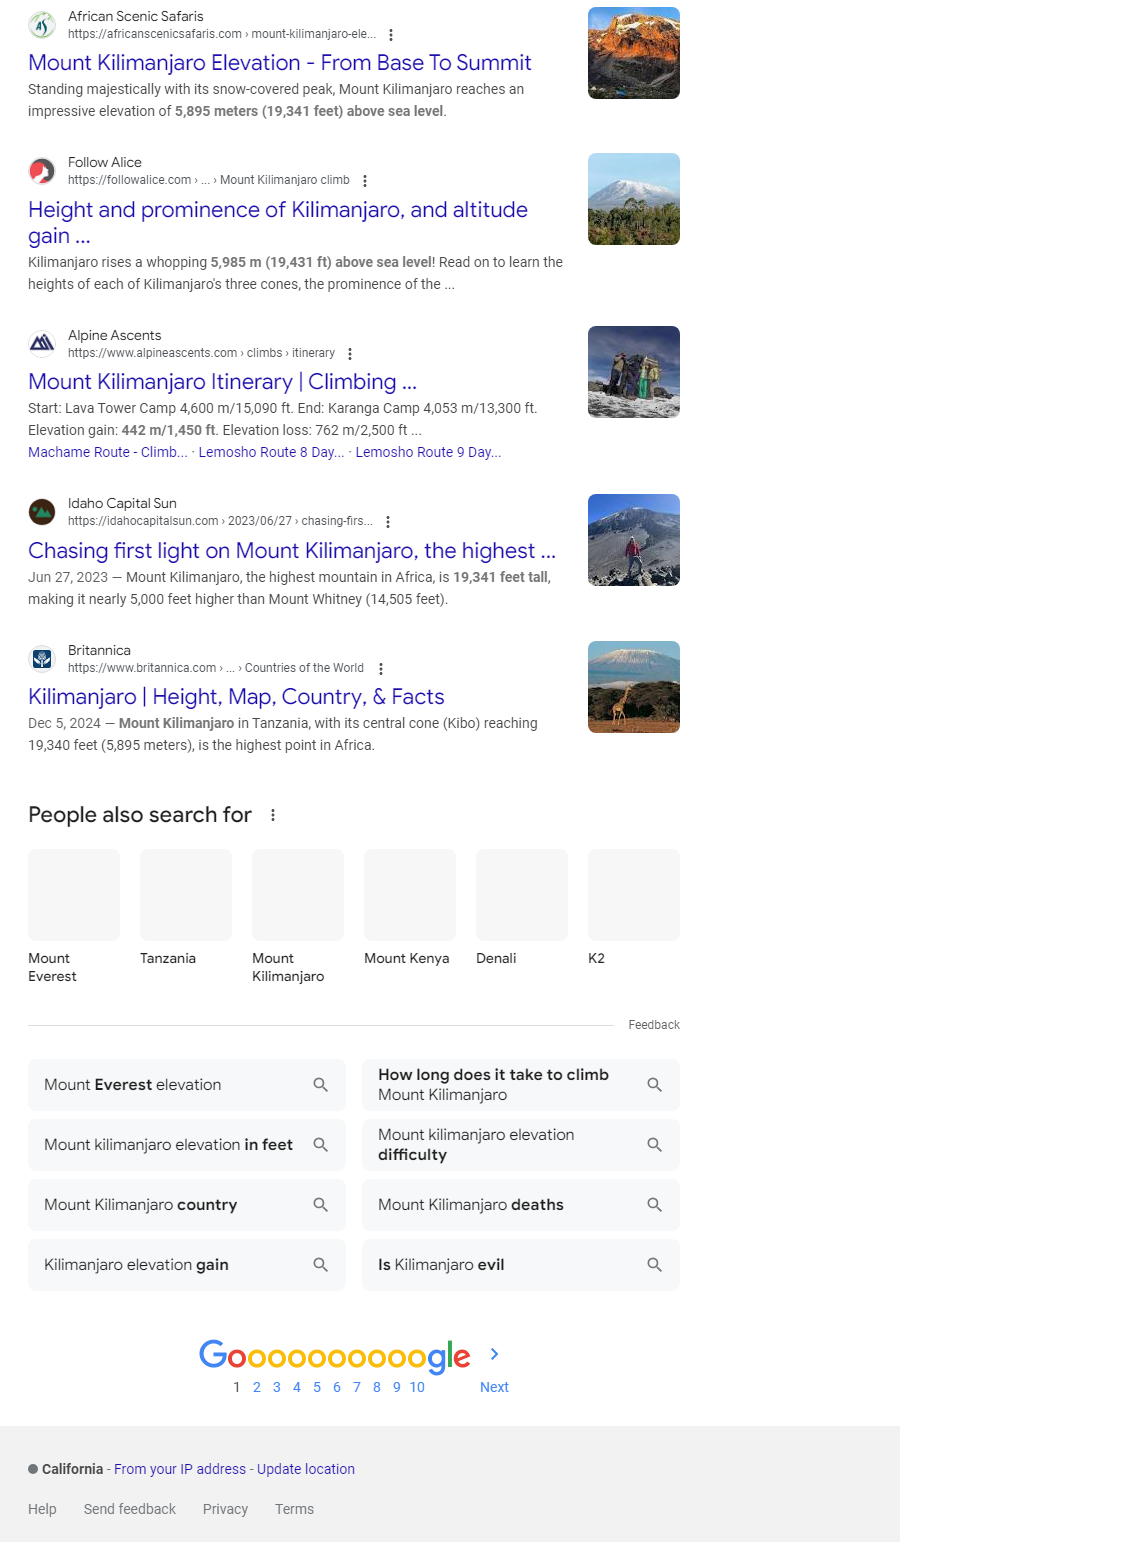 African Scenic Safaris
https://africanscenicsafaris.com › mount-kilimanjaro-ele...
Mount Kilimanjaro Elevation - From Base To Summit
Standing majestically with its snow-covered peak, Mount Kilimanjaro reaches an
impressive elevation of 5,895 meters (19,341 feet) above sea level.
Follow Alice
https://followalice.com › ... › Mount Kilimanjaro climb
Height and prominence of Kilimanjaro, and altitude
gain ...
Kilimanjaro rises a whopping 5,985 m (19,431 ft) above sea level! Read on to learn the
heights of each of Kilimanjaro's three cones, the prominence of the ...
Alpine Ascents
https://www.alpineascents.com › climbs › itinerary
Mount Kilimanjaro Itinerary | Climbing ...
Start: Lava Tower Camp 4,600 m/15,090 ft. End: Karanga Camp 4,053 m/13,300 ft.
Elevation gain: 442 m/1,450 ft. Elevation loss: 762 m/2,500 ft ...
Machame Route - Climb... · Lemosho Route 8 Day... · Lemosho Route 9 Day...
Idaho Capital Sun
https://idahocapitalsun.com › 2023/06/27 › chasing-firs...
Chasing first light on Mount Kilimanjaro, the highest ...
Jun 27, 2023 — Mount Kilimanjaro, the highest mountain in Africa, is 19,341 feet tall,
making it nearly 5,000 feet higher than Mount Whitney (14,505 feet).
Britannica
https://www.britannica.com › ... › Countries of the World
Kilimanjaro | Height, Map, Country, & Facts
Dec 5, 2024 — Mount Kilimanjaro in Tanzania, with its central cone (Kibo) reaching
19,340 feet (5,895 meters), is the highest point in Africa.
People also search for
Mount
Everest
Tanzania
Mount
Kilimanjaro
Mount Kenya
Denali
K2
Feedback
Mount Everest elevation
How long does it take to climb
Mount Kilimanjaro
Mount kilimanjaro elevation in feet
Mount kilimanjaro elevation
difficulty
Mount Kilimanjaro country
Mount Kilimanjaro deaths
Kilimanjaro elevation gain
Is Kilimanjaro evil
Goooooooooogle
1 2 3 4 5 6 7 8 9 10 Next
California - From your IP address - Update location
Help Send feedback Privacy Terms